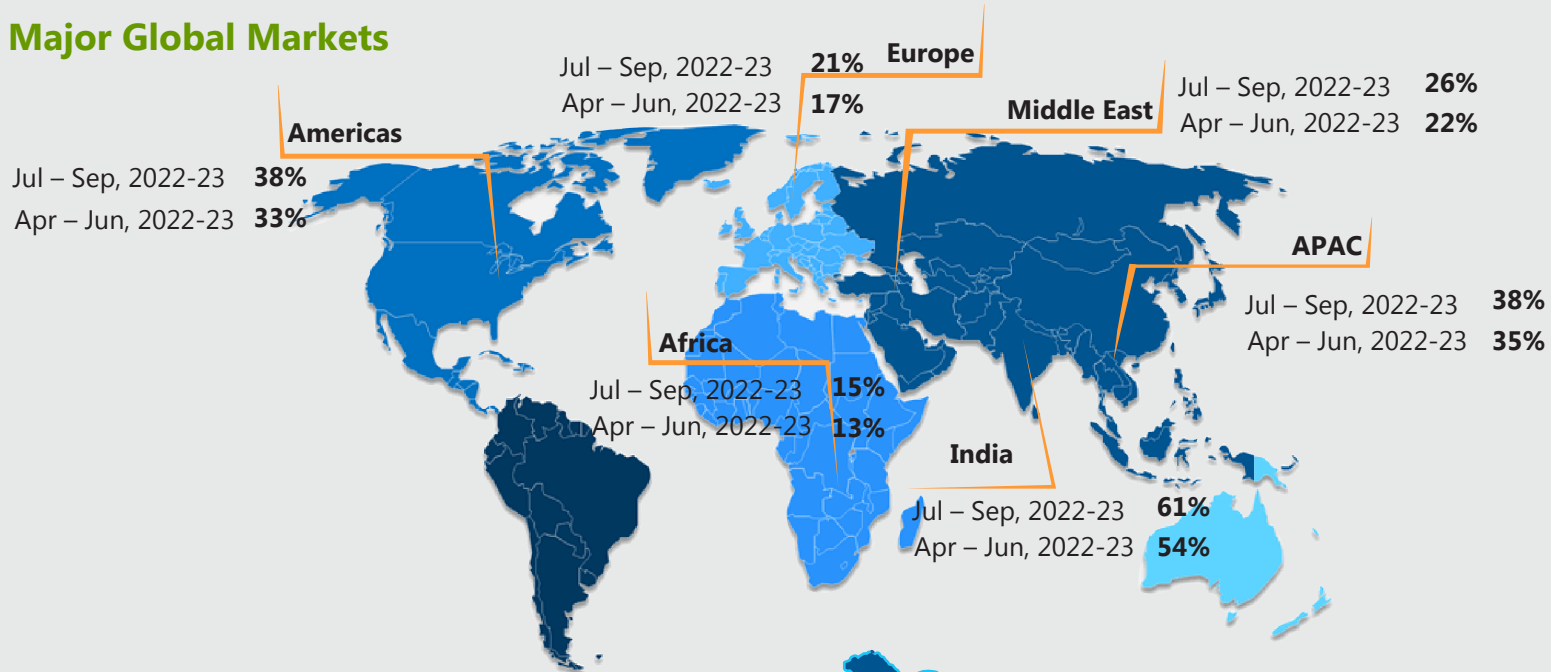 Major Global Markets
Europe
Jul – Sep, 2022-23 21%
Apr – Jun, 2022-23 17%
Middle East
Jul – Sep, 2022-23 26%
Apr – Jun, 2022-23 22%
Americas
Jul – Sep, 2022-23 38%
Apr – Jun, 2022-23 33%
APAC
Jul – Sep, 2022-23 38%
Apr – Jun, 2022-23 35%
Africa
Jul – Sep, 2022-23 15%
Apr – Jun, 2022-23 13%
India
Jul – Sep, 2022-23 61%
Apr – Jun, 2022-23 54%